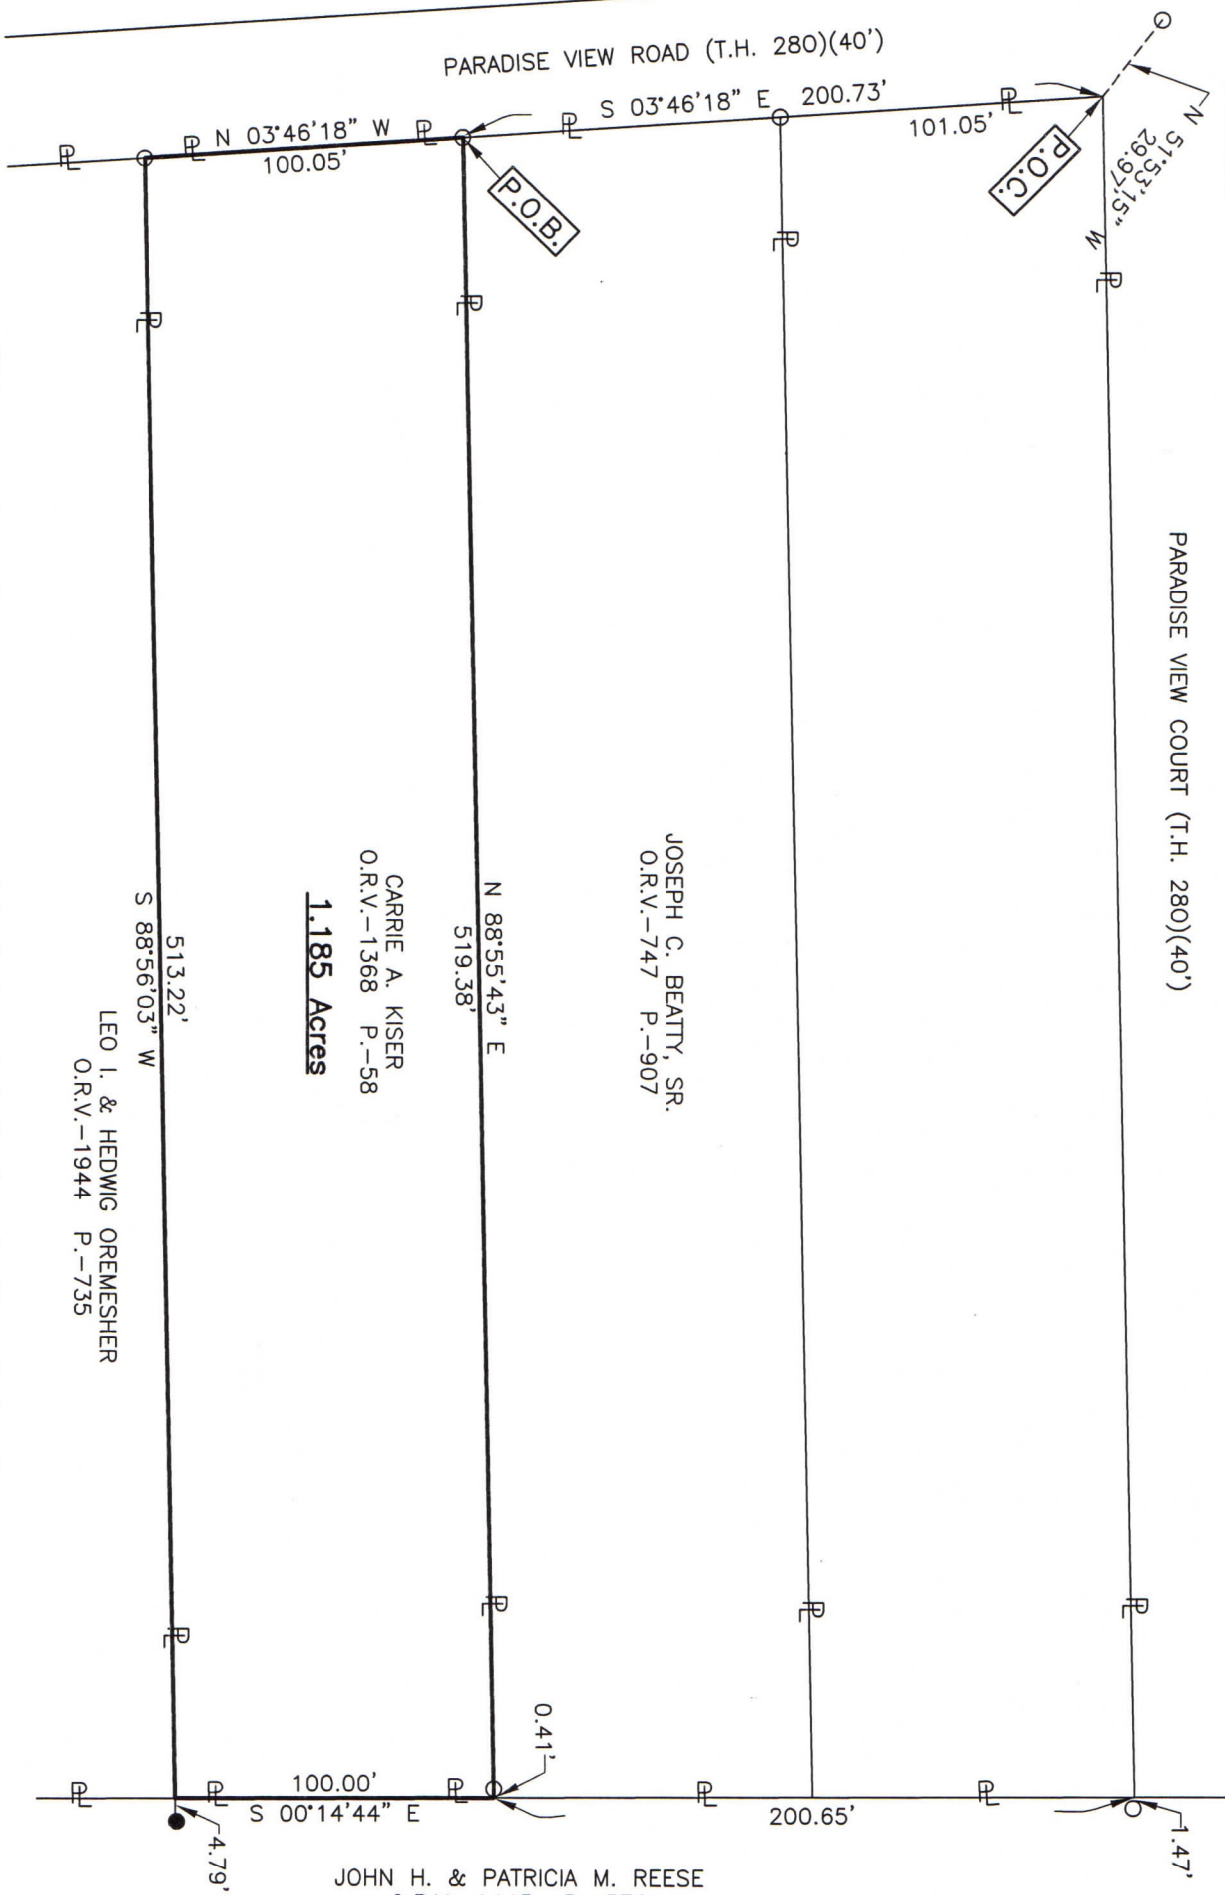 PARADISE VIEW ROAD (T.H. 280)(40')
N 03°46'18" W
100.05'
S 03°46'18" E 200.73'
101.05'
P.O.B.
P.O.C.
N 51°53'15" W
29.97'
PARADISE VIEW COURT (T.H. 280)(40')
JOSEPH C. BEATTY, SR.
O.R.V.-747 P.-907
N 88°55'43" E
519.38'
CARRIE A. KISER
O.R.V.-1368 P.-58
1.185 Acres
513.22'
S 88°56'03" W
LEO I. & HEDWIG OREMESHER
O.R.V.-1944 P.-735
0.41'
100.00'
S 00°14'44" E
200.65'
4.79'
1.47'
JOHN H. & PATRICIA M. REESE